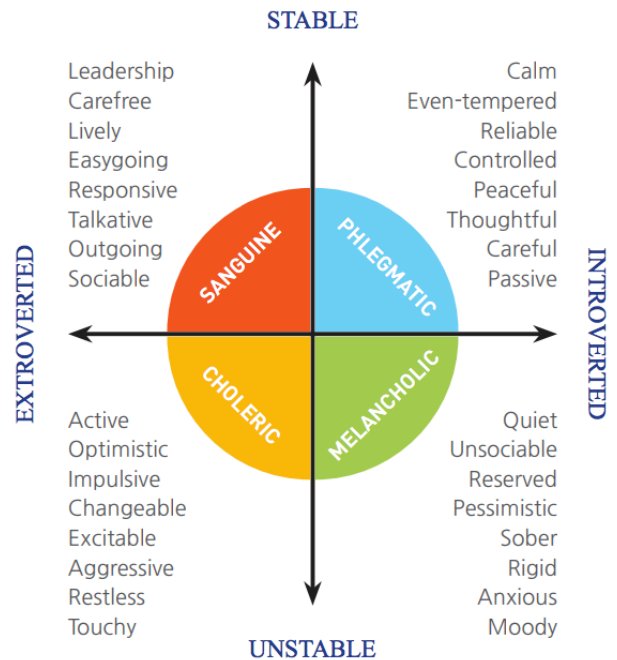 STABLE
Leadership
Carefree
Lively
Easygoing
Responsive
Talkative
Outgoing
Sociable
Calm
Even-tempered
Reliable
Controlled
Peaceful
Thoughtful
Careful
Passive
EXTROVERTED
SANGUINE
PHLEGMATIC
CHOLERIC
MELANCHOLIC
INTROVERTED
Active
Optimistic
Impulsive
Changeable
Excitable
Aggressive
Restless
Touchy
Quiet
Unsociable
Reserved
Pessimistic
Sober
Rigid
Anxious
Moody
UNSTABLE